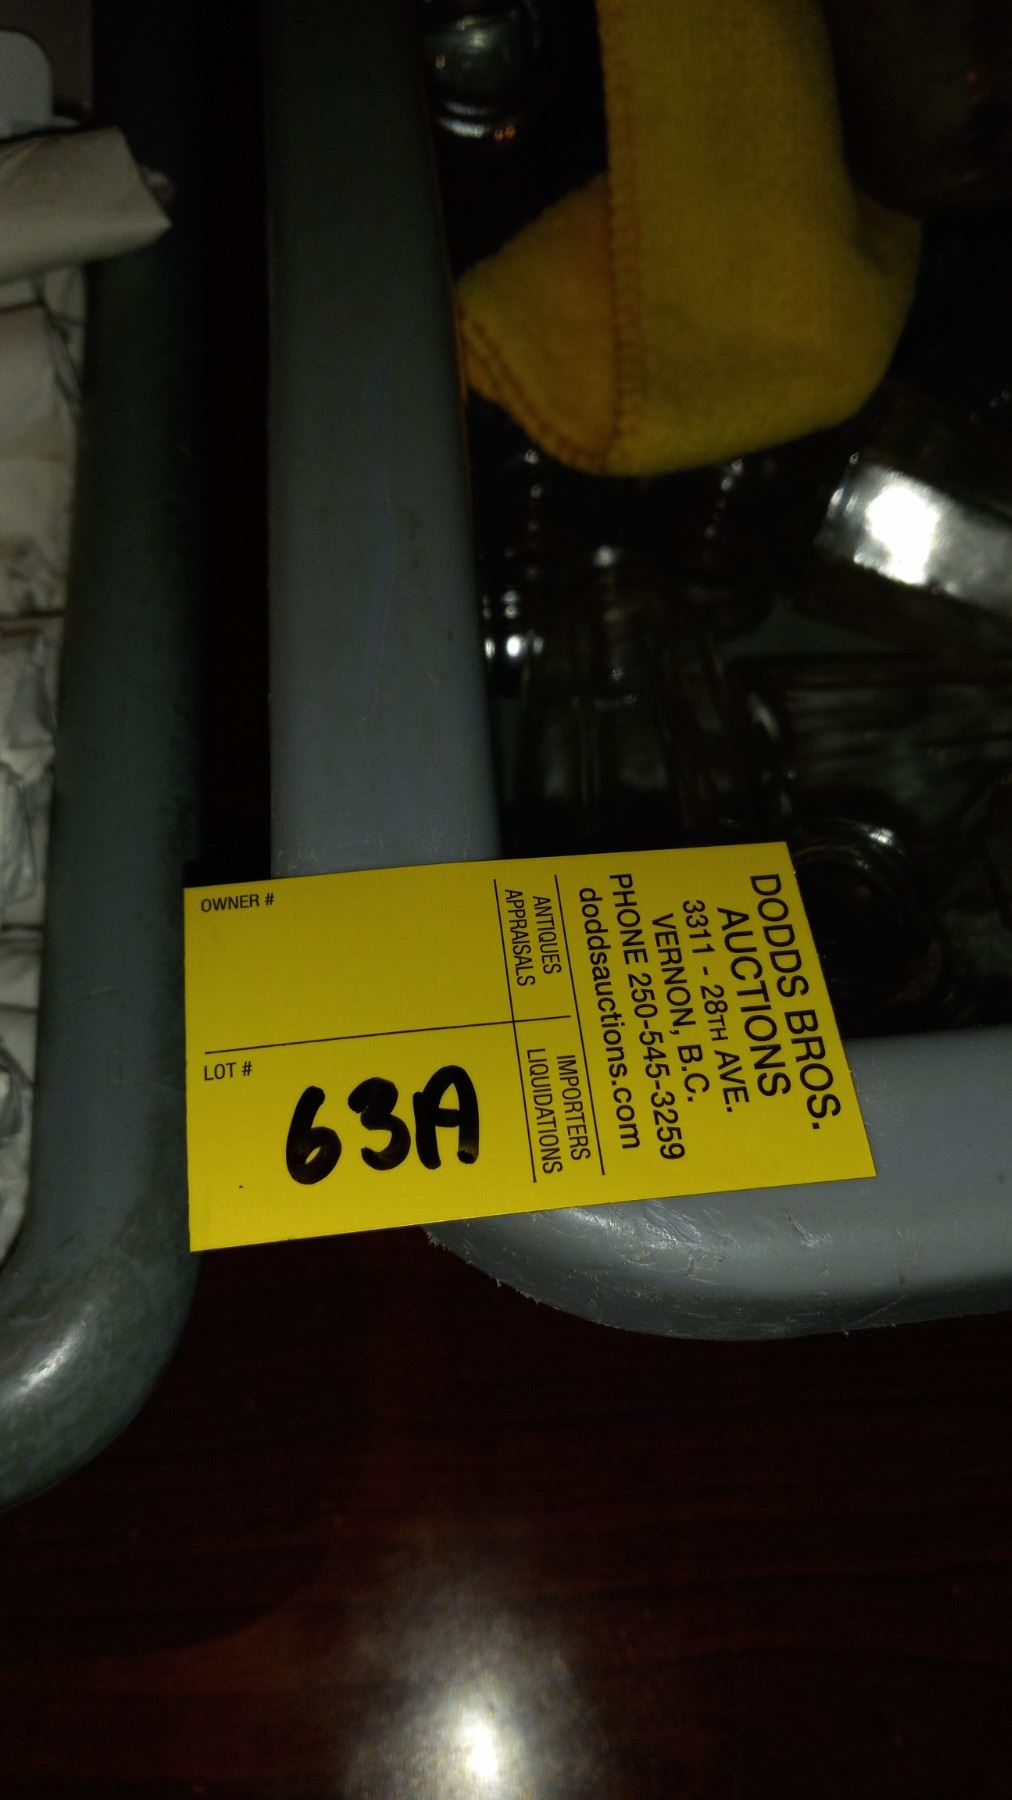 DODDS BROS.
AUCTIONS
3311 - 28TH AVE.
VERNON, B.C.
PHONE 250-545-3259
doddsauctions.com
ANTIQUES
APPRAISALS
IMPORTERS
LIQUIDATIONS
OWNER #
LOT #
63A